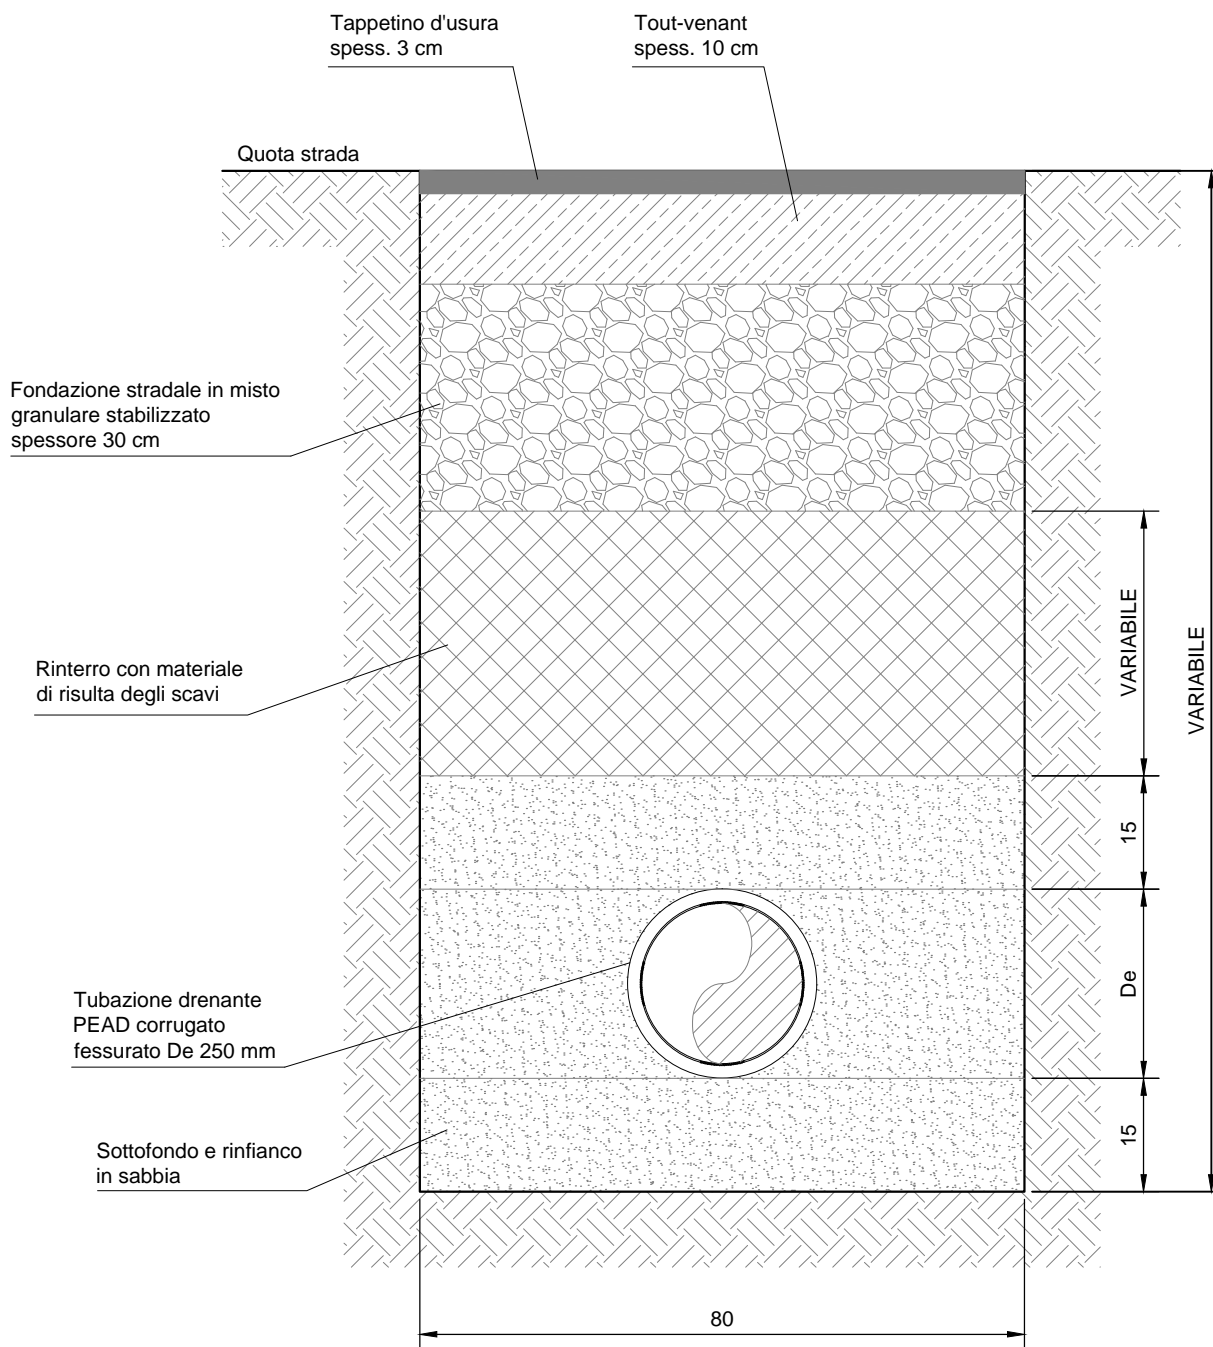 Tappetino d'usura
spess. 3 cm
Tout-venant
spess. 10 cm
Quota strada
Fondazione stradale in misto
granulare stabilizzato
spessore 30 cm
VARIABILE
VARIABILE
Rinterro con materiale
di risulta degli scavi
15
De
Tubazione drenante
PEAD corrugato
fessurato De 250 mm
15
Sottofondo e rinfianco
in sabbia
80